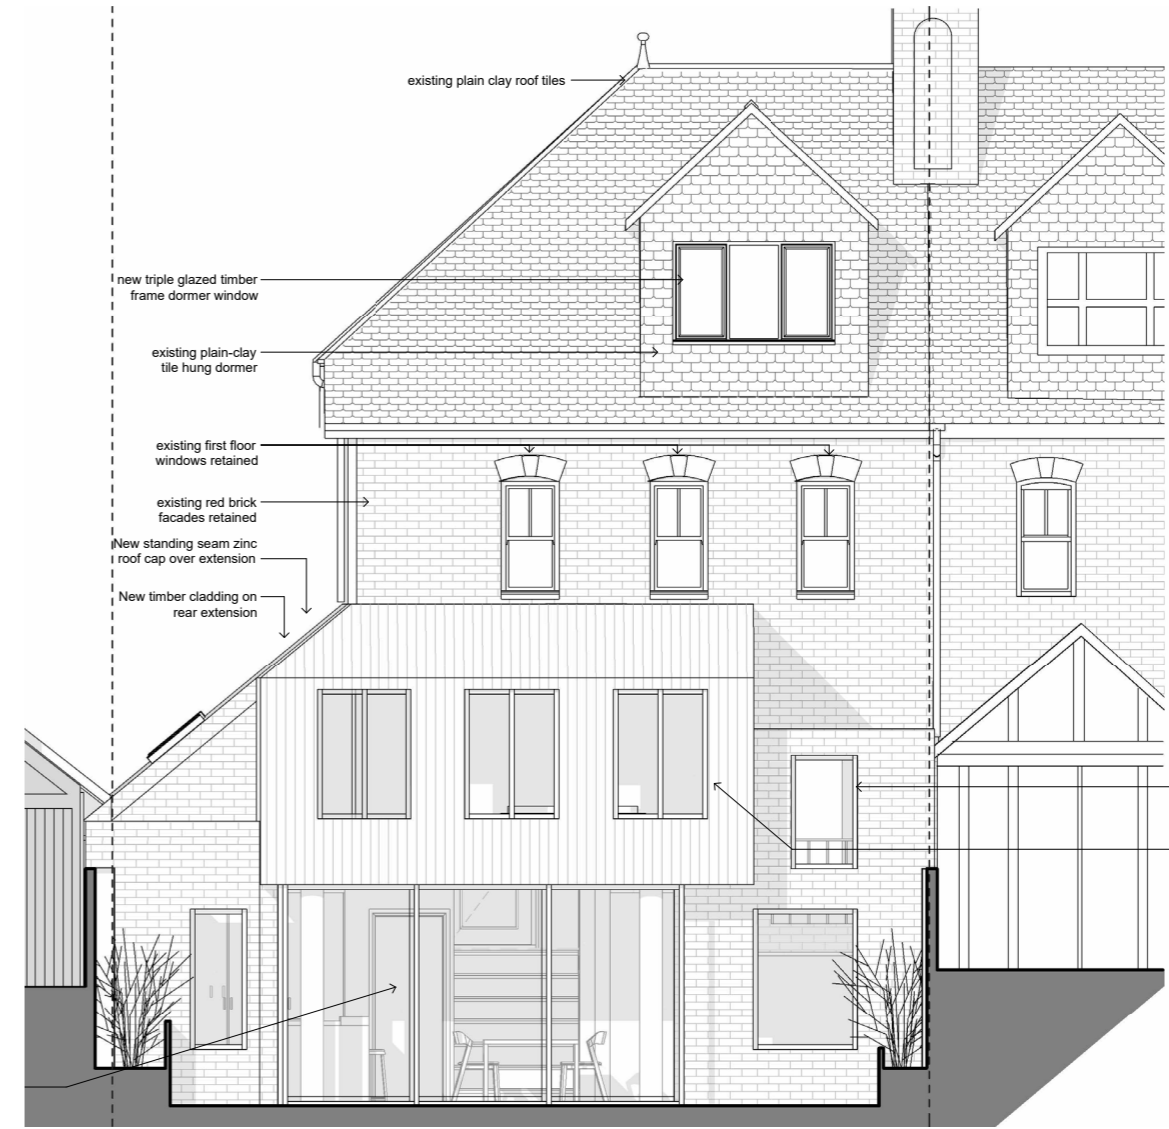 existing plain clay roof tiles
new triple glazed timber
frame dormer window
existing plain-clay
tile hung dormer
existing first floor
windows retained
existing red brick
facades retained
New standing seam zinc
roof cap over extension
New timber cladding on
rear extension